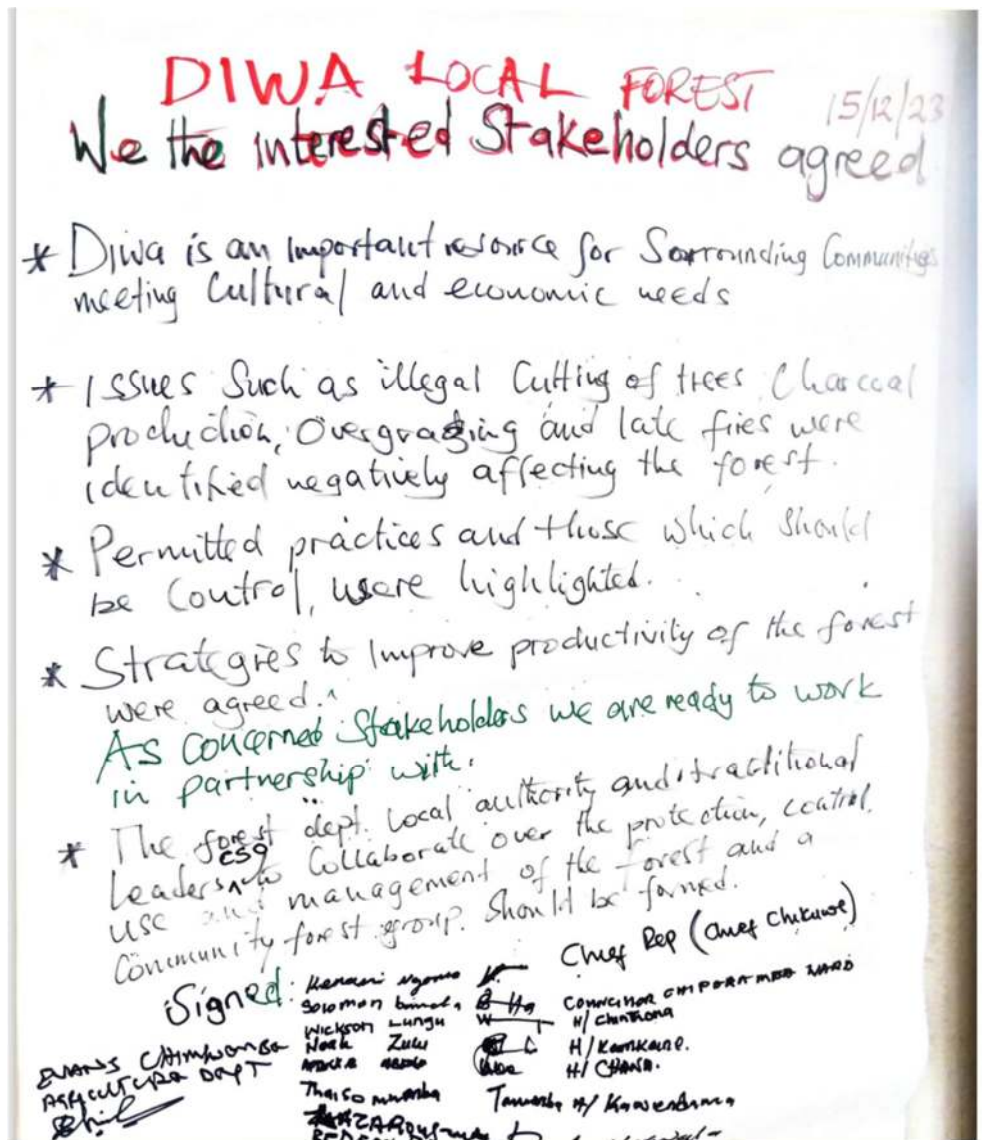 DIWA LOCAL FOREST
15/12/23
We the interested Stakeholders agreed
* Diwa is an important resource for Sorrounding Communities
meeting Cultural and economic needs
* Issues Such as illegal Cutting of trees, Charcoal
production, Overgrazing and late fires were
identified negatively affecting the forest.
* Permitted practices and those which should
be Control, were highlighted.
* Strategies to Improve productivity of the forest
were agreed.
As Concerned Stakeholders we are ready to work
in partnership with.
* The forest dept. Local authority and traditional
Leaders CSO to Collaborate over the protection, control,
use and management of the forest and a
Community forest group. Should be formed.
Signed:
Chief Rep (Chief Chikuwe)
Solomon
COUNCILLOR WARD
Wickson Lungu
H/
Noah Zulu
H/
H/
EVANS
AGRICULTURE DEPT
H/